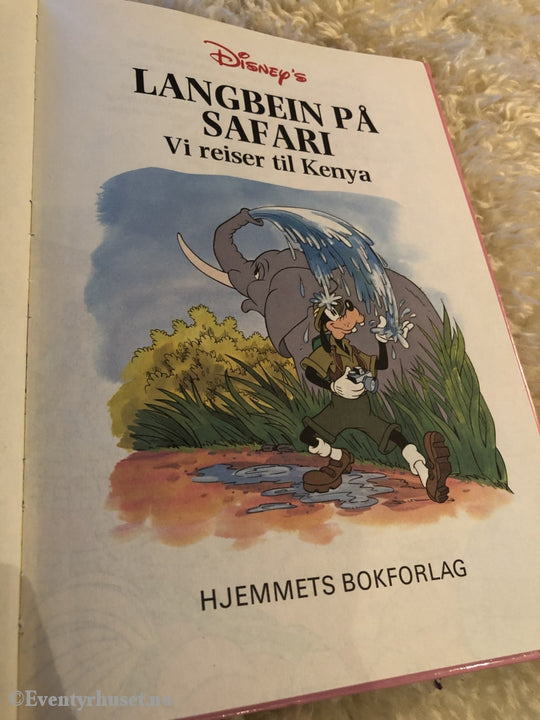 Disney's
LANGBEIN PÅ
SAFARI
Vi reiser til Kenya
HJEMMETS BOKFORLAG
©Eventyrhuset.no